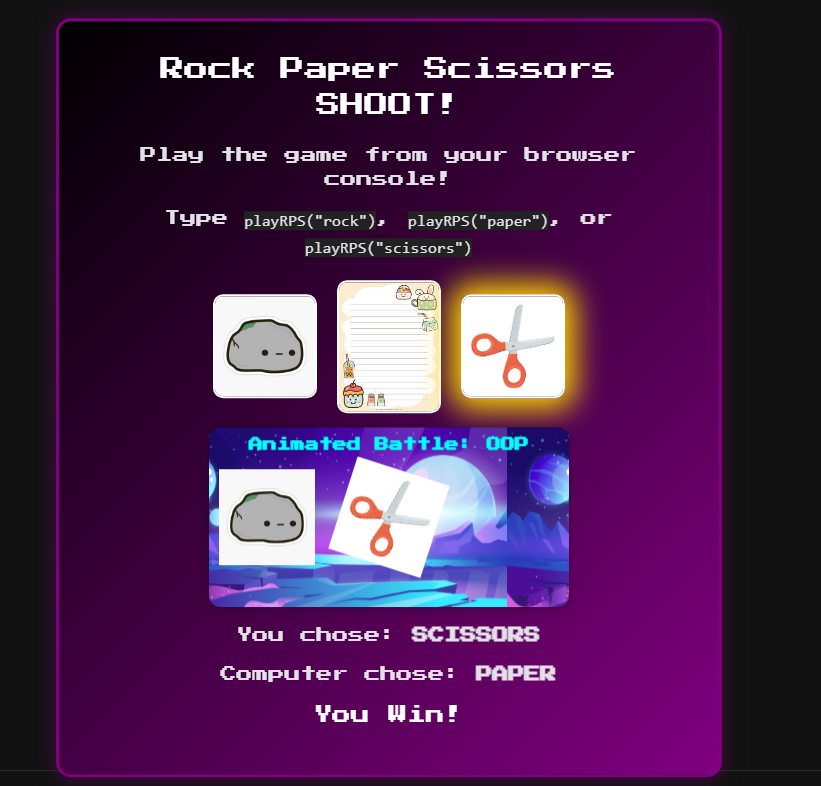 Rock Paper Scissors
SHOOT!
Play the game from your browser
console!
Type playRPS("rock"), playRPS("paper"), or
playRPS("scissors")
Animated Battle: OOP
You chose: SCISSORS
Computer chose: PAPER
You Win!